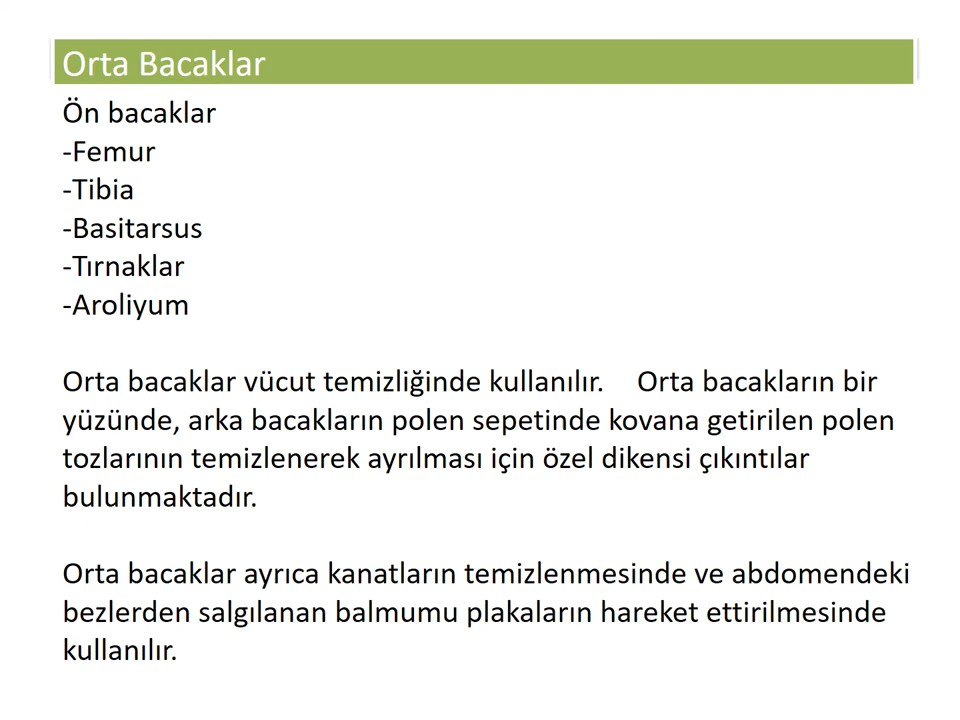 Orta Bacaklar
Ön bacaklar
-Femur
-Tibia
-Basitarsus
-Tırnaklar
-Aroliyum
Orta bacaklar vücut temizliğinde kullanılır. Orta bacakların bir
yüzünde, arka bacakların polen sepetinde kovana getirilen polen
tozlarının temizlenerek ayrılması için özel dikensi çıkıntılar
bulunmaktadır.
Orta bacaklar ayrıca kanatların temizlenmesinde ve abdomendeki
bezlerden salgılanan balmumu plakaların hareket ettirilmesinde
kullanılır.